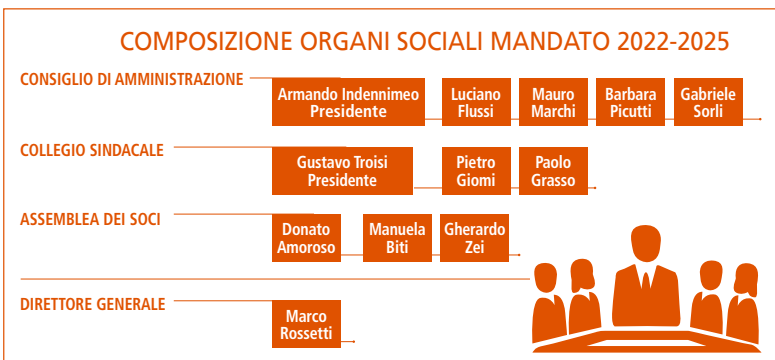 COMPOSIZIONE ORGANI SOCIALI MANDATO 2022-2025
CONSIGLIO DI AMMINISTRAZIONE
Armando Indennimeo
Presidente
Luciano
Flussi
Mauro
Marchi
Barbara
Picutti
Gabriele
Sorli
COLLEGIO SINDACALE
Gustavo Troisi
Presidente
Pietro
Giomi
Paolo
Grasso
ASSEMBLEA DEI SOCI
Donato
Amoroso
Manuela
Biti
Gherardo
Zei
DIRETTORE GENERALE
Marco
Rossetti